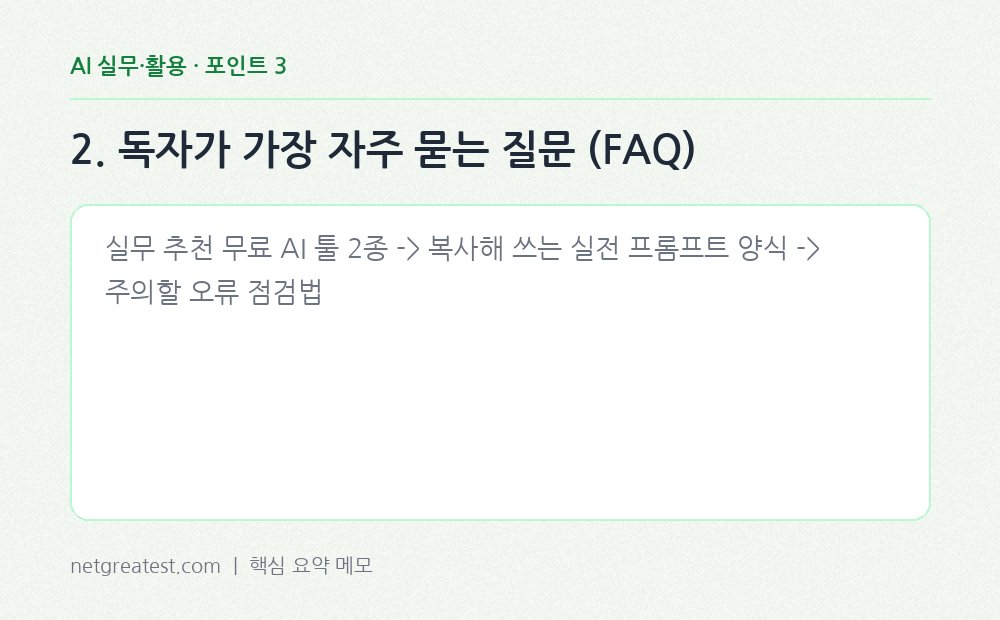 AI 실무·활용 · 포인트 3
2. 독자가 가장 자주 묻는 질문 (FAQ)
실무 추천 무료 AI 툴 2종 -> 복사해 쓰는 실전 프롬프트 양식 ->
주의할 오류 점검법
netgreatest.com | 핵심 요약 메모